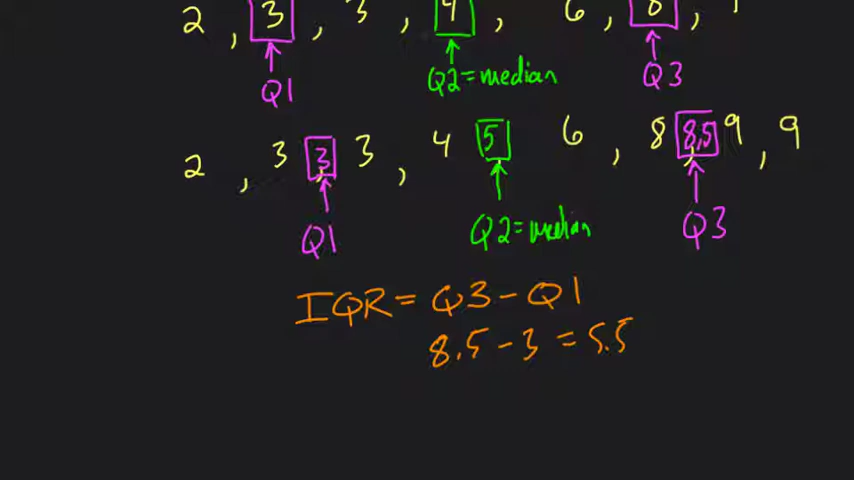 2, 3, 3, 4, 6, 8,
Q1 Q2=median Q3
2, 3 3, 3, 4 5, 6, 8 8.5, 9, 9
Q1 Q2=median Q3
IQR = Q3 - Q1
8.5 - 3 = 5.5